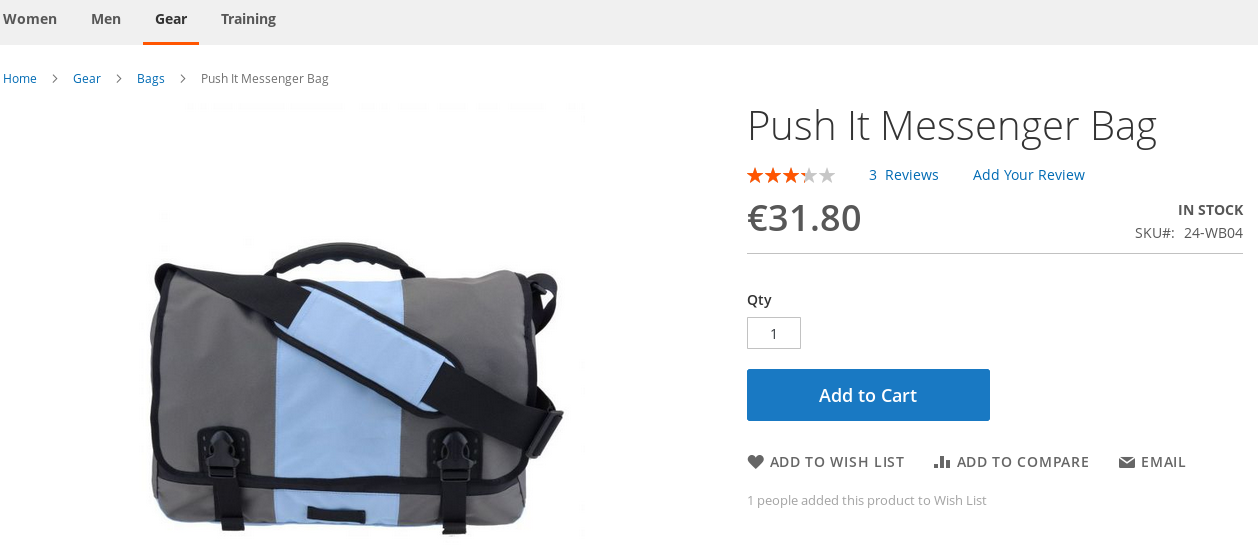 Women Men Gear Training
Home > Gear > Bags > Push It Messenger Bag
Push It Messenger Bag
3 Reviews Add Your Review
€31.80
IN STOCK
SKU#: 24-WB04
Qty
1
Add to Cart
ADD TO WISH LIST ADD TO COMPARE EMAIL
1 people added this product to Wish List